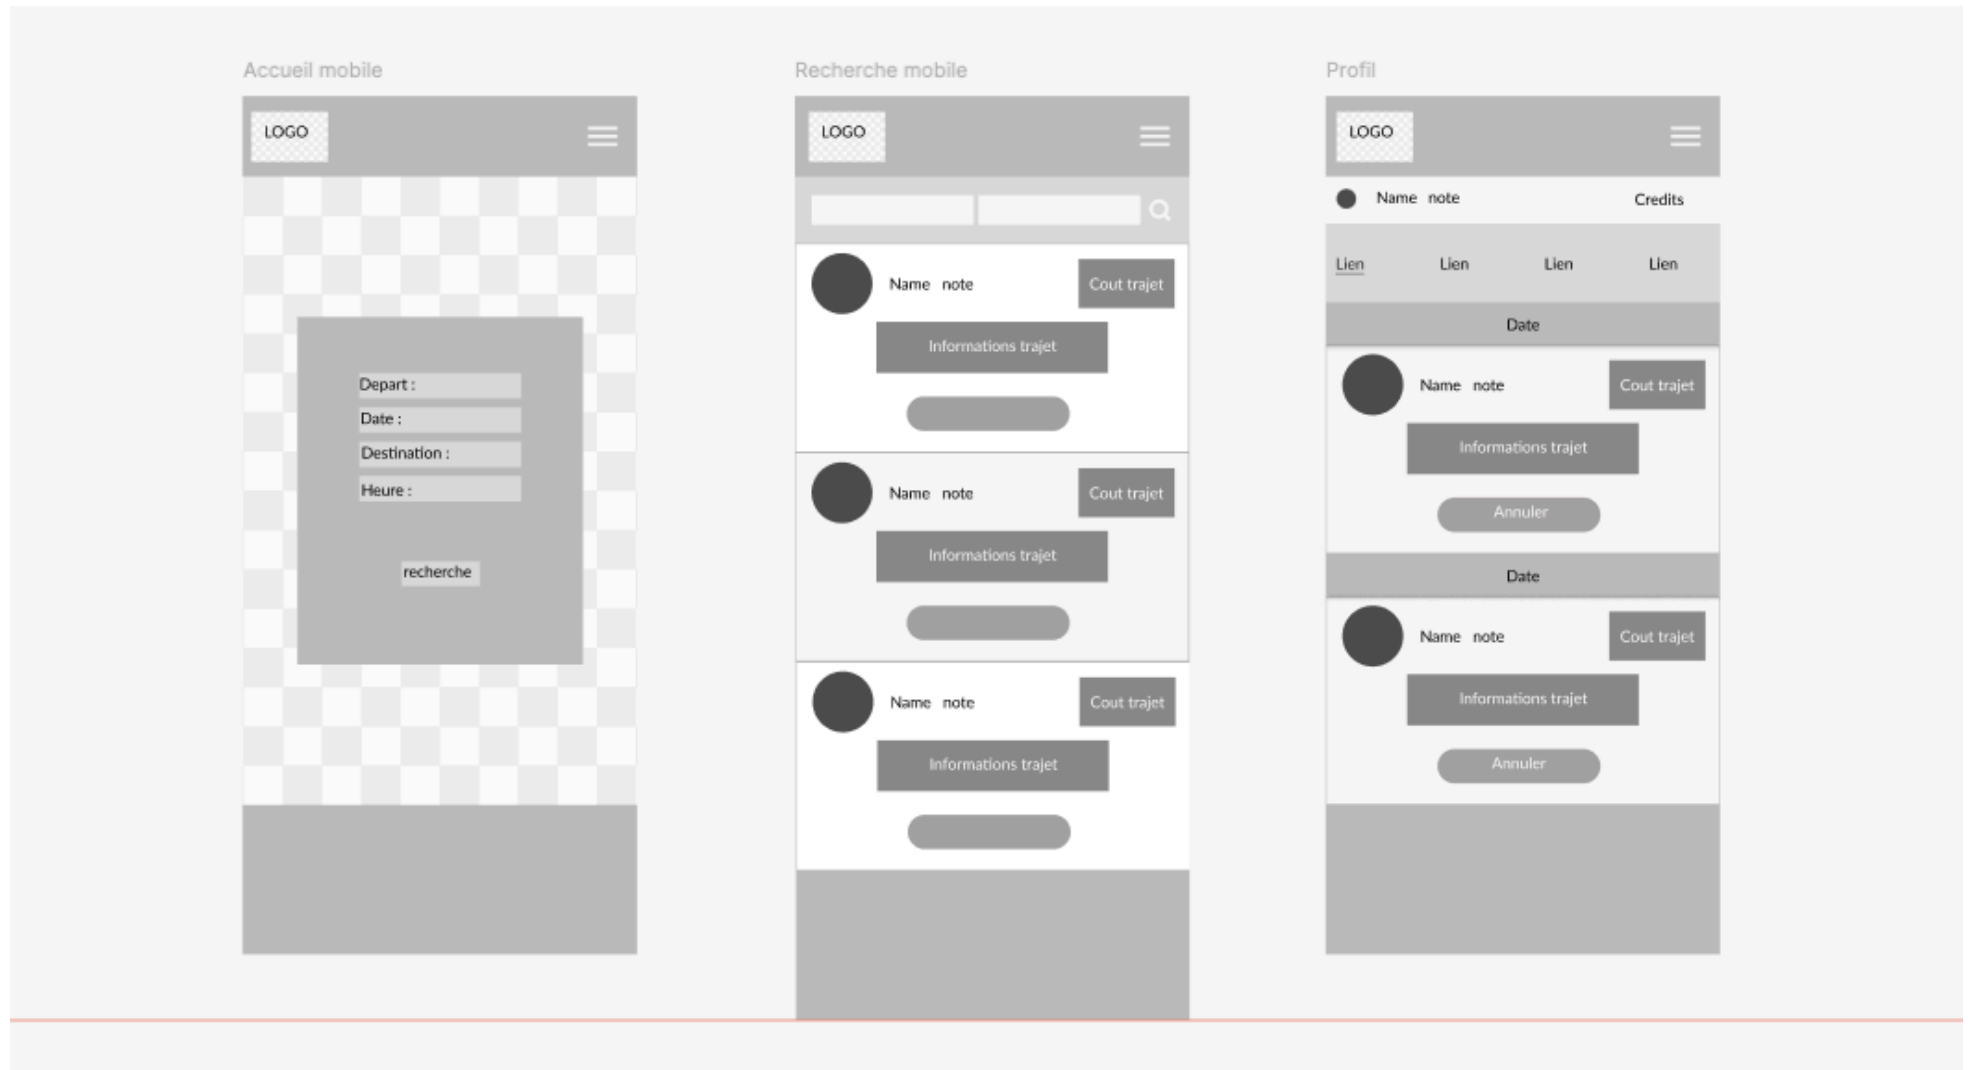 Accueil mobile
LOGO
Depart :
Date :
Destination :
Heure :
recherche
Recherche mobile
LOGO
Name note
Cout trajet
Informations trajet
Name note
Cout trajet
Informations trajet
Name note
Cout trajet
Informations trajet
Profil
LOGO
Name note
Credits
Lien Lien Lien Lien
Date
Name note
Cout trajet
Informations trajet
Annuler
Date
Name note
Cout trajet
Informations trajet
Annuler